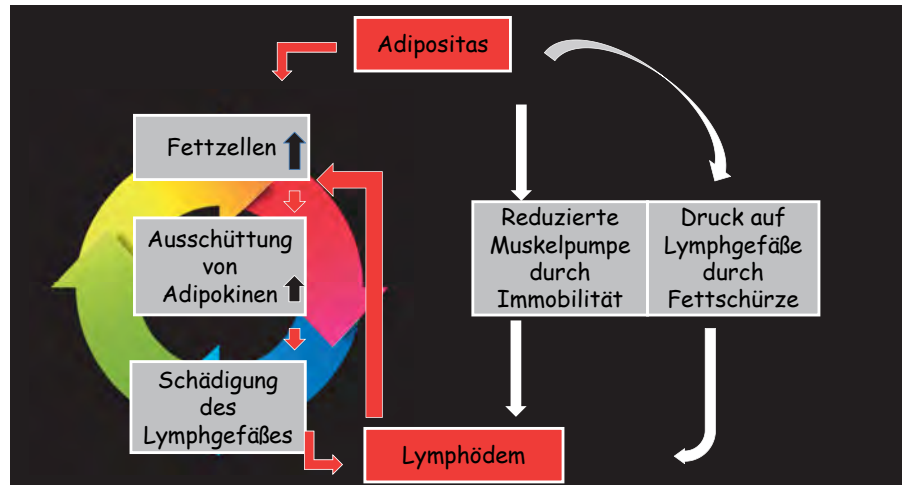 Adipositas
Fettzellen
Ausschüttung
von
Adipokinen
Schädigung
des
Lymphgefäßes
Reduzierte
Muskelpumpe
durch
Immobilität
Druck auf
Lymphgefäße
durch
Fettschürze
Lymphödem